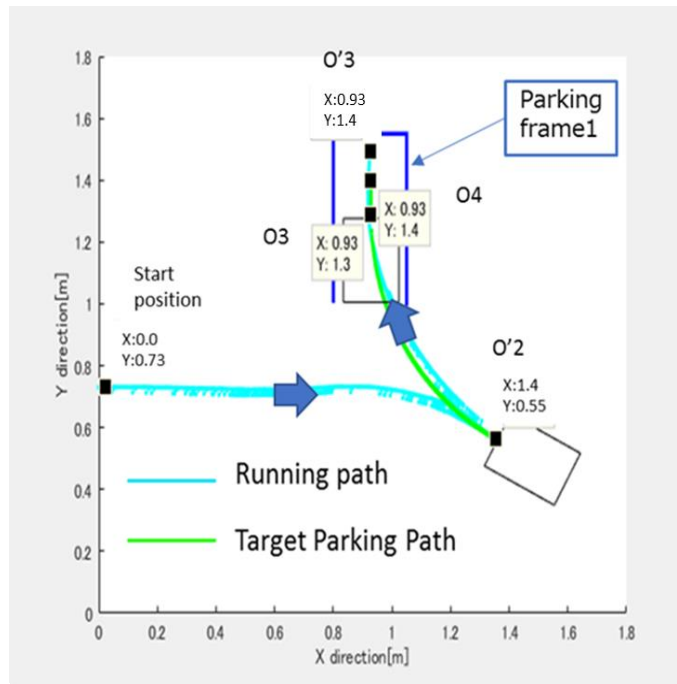 O'3
X:0.93
Y:1.4
Parking
frame1
O4
X: 0.93
Y: 1.4
O3
X: 0.93
Y: 1.3
Start
position
X:0.0
Y:0.73
O'2
X:1.4
Y:0.55
Running path
Target Parking Path
Y direction[m]
1.8
1.6
1.4
1.2
1
0.8
0.6
0.4
0.2
0
0
0.2
0.4
0.6
0.8
1
1.2
1.4
1.6
1.8
X direction[m]